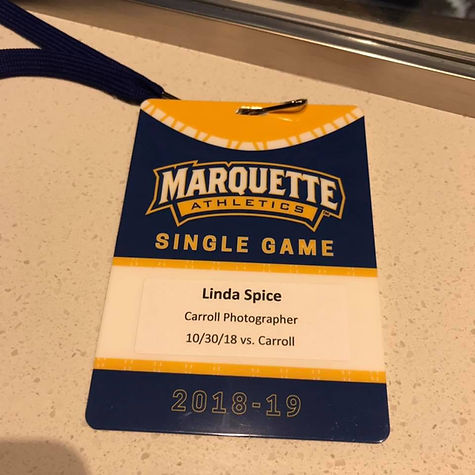 MARQUETTE
ATHLETICS
SINGLE GAME
Linda Spice
Carroll Photographer
10/30/18 vs. Carroll
2018-19